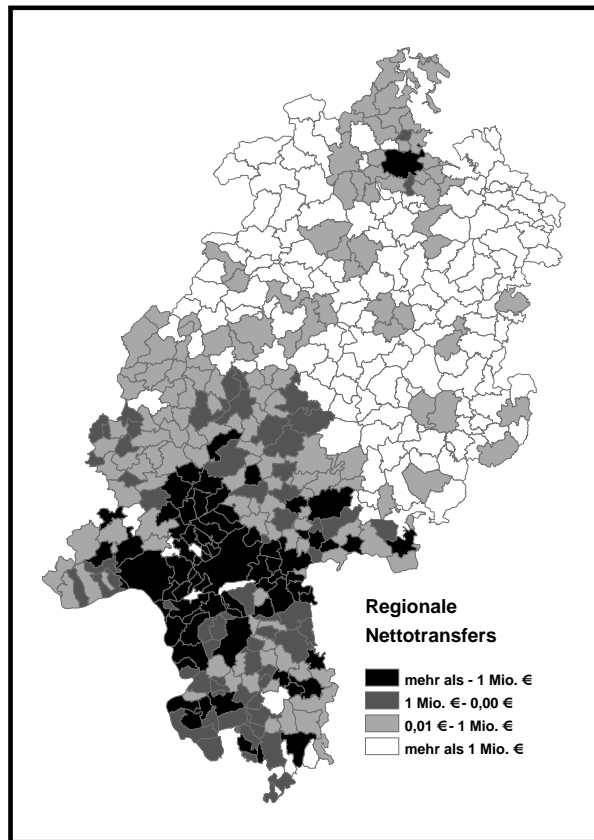 Regionale
Nettotransfers
mehr als - 1 Mio. €
1 Mio. € - 0,00 €
0,01 € - 1 Mio. €
mehr als 1 Mio. €